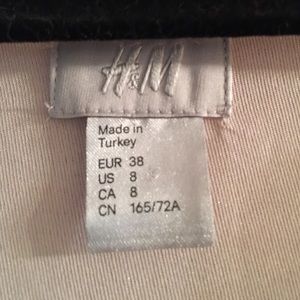 H&M
Made in
Turkey
EUR 38
US 8
CA 8
CN 165/72A